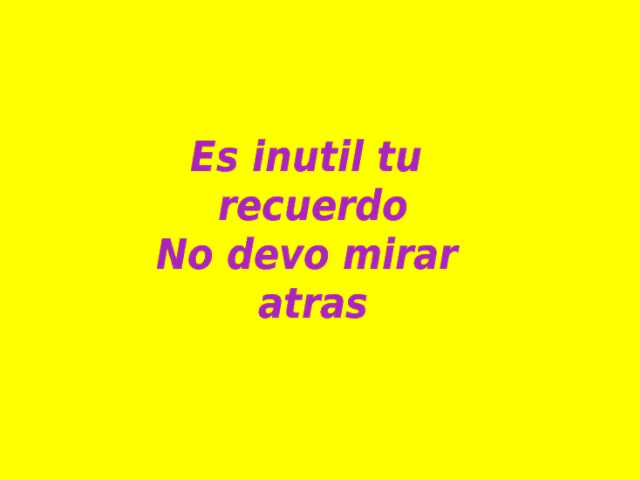 Es inutil tu
recuerdo
No devo mirar
atras